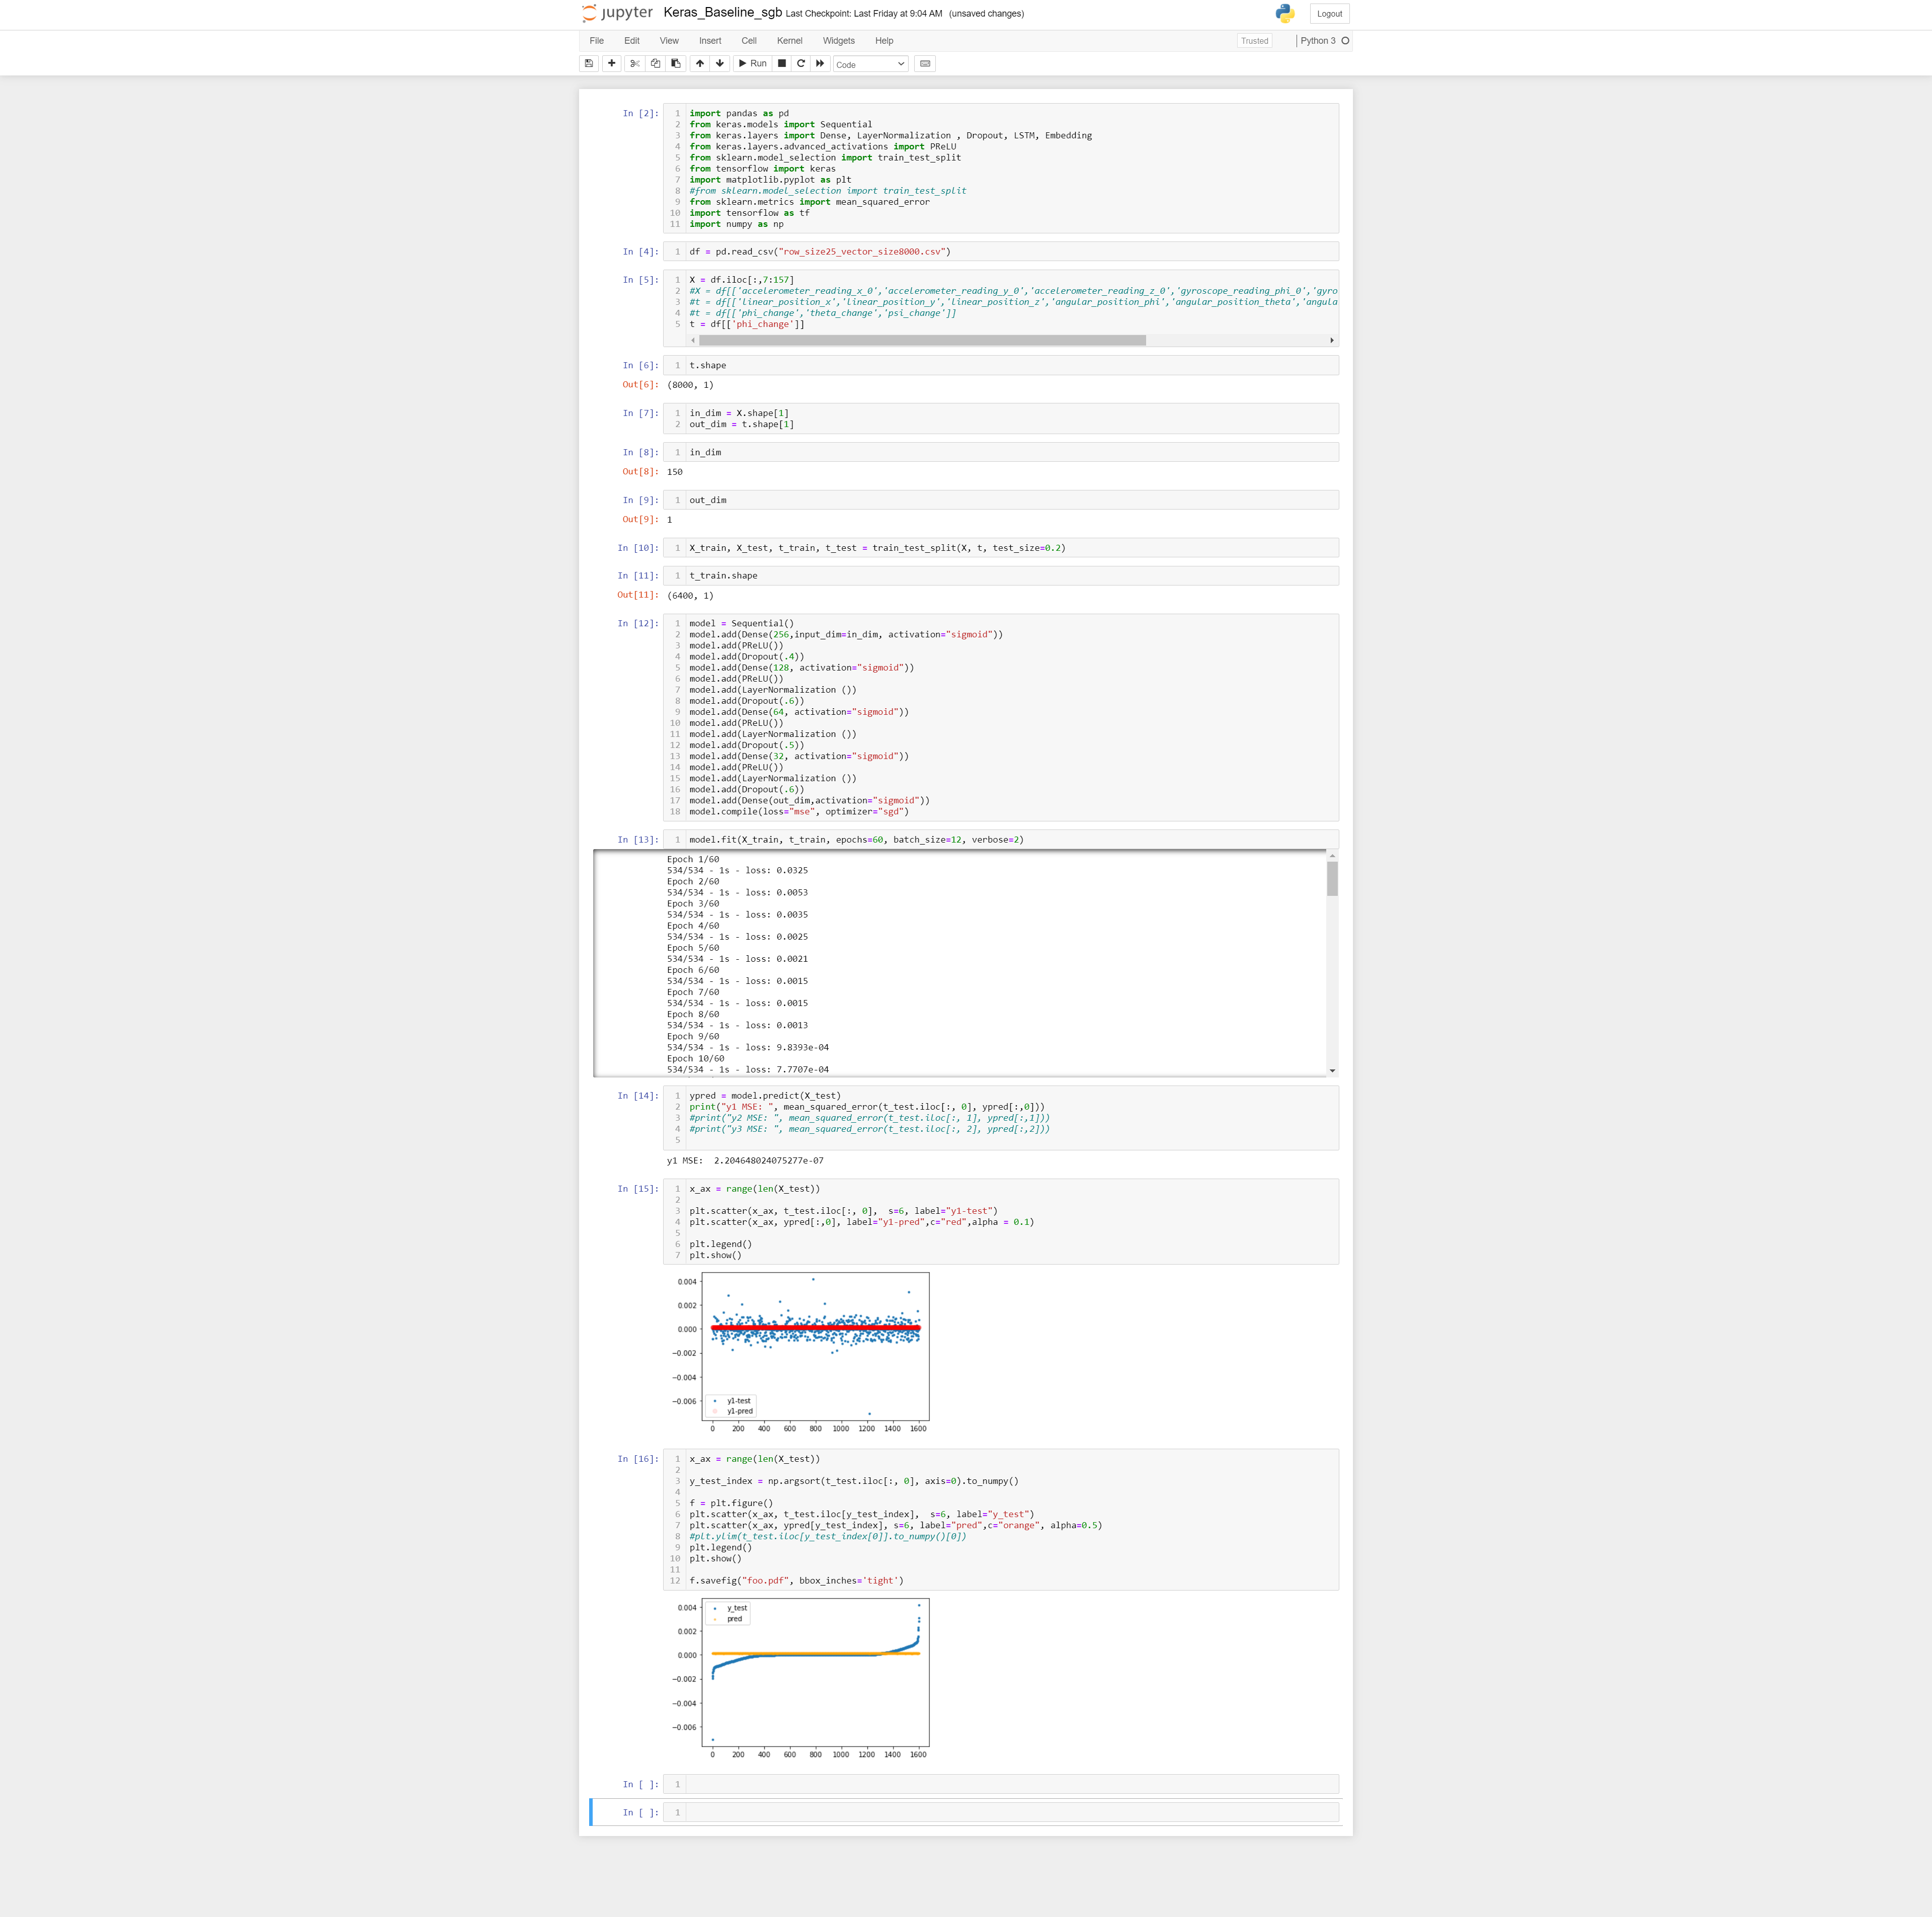 jupyter Keras_Baseline_sgb Last Checkpoint: Last Friday at 9:04 AM (unsaved changes) Logout
File Edit View Insert Cell Kernel Widgets Help Trusted Python 3
Run Code
In [2]:
1 import pandas as pd
2 from keras.models import Sequential
3 from keras.layers import Dense, LayerNormalization , Dropout, LSTM, Embedding
4 from keras.layers.advanced_activations import PReLU
5 from sklearn.model_selection import train_test_split
6 from tensorflow import keras
7 import matplotlib.pyplot as plt
8 #from sklearn.model_selection import train_test_split
9 from sklearn.metrics import mean_squared_error
10 import tensorflow as tf
11 import numpy as np
In [4]:
1 df = pd.read_csv("row_size25_vector_size8000.csv")
In [5]:
1 X = df.iloc[:,7:157]
2 #X = df[['accelerometer_reading_x_0','accelerometer_reading_y_0','accelerometer_reading_z_0','gyroscope_reading_phi_0','gyro
3 #t = df[['linear_position_x','linear_position_y','linear_position_z','angular_position_phi','angular_position_theta','angula
4 #t = df[['phi_change','theta_change','psi_change']]
5 t = df[['phi_change']]
In [6]:
1 t.shape
Out[6]: (8000, 1)
In [7]:
1 in_dim = X.shape[1]
2 out_dim = t.shape[1]
In [8]:
1 in_dim
Out[8]: 150
In [9]:
1 out_dim
Out[9]: 1
In [10]:
1 X_train, X_test, t_train, t_test = train_test_split(X, t, test_size=0.2)
In [11]:
1 t_train.shape
Out[11]: (6400, 1)
In [12]:
1 model = Sequential()
2 model.add(Dense(256,input_dim=in_dim, activation="sigmoid"))
3 model.add(PReLU())
4 model.add(Dropout(.4))
5 model.add(Dense(128, activation="sigmoid"))
6 model.add(PReLU())
7 model.add(LayerNormalization ())
8 model.add(Dropout(.6))
9 model.add(Dense(64, activation="sigmoid"))
10 model.add(PReLU())
11 model.add(LayerNormalization ())
12 model.add(Dropout(.5))
13 model.add(Dense(32, activation="sigmoid"))
14 model.add(PReLU())
15 model.add(LayerNormalization ())
16 model.add(Dropout(.6))
17 model.add(Dense(out_dim,activation="sigmoid"))
18 model.compile(loss="mse", optimizer="sgd")
In [13]:
1 model.fit(X_train, t_train, epochs=60, batch_size=12, verbose=2)
Epoch 1/60
534/534 - 1s - loss: 0.0325
Epoch 2/60
534/534 - 1s - loss: 0.0053
Epoch 3/60
534/534 - 1s - loss: 0.0035
Epoch 4/60
534/534 - 1s - loss: 0.0025
Epoch 5/60
534/534 - 1s - loss: 0.0021
Epoch 6/60
534/534 - 1s - loss: 0.0015
Epoch 7/60
534/534 - 1s - loss: 0.0015
Epoch 8/60
534/534 - 1s - loss: 0.0013
Epoch 9/60
534/534 - 1s - loss: 9.8393e-04
Epoch 10/60
534/534 - 1s - loss: 7.7707e-04
In [14]:
1 ypred = model.predict(X_test)
2 print("y1 MSE: ", mean_squared_error(t_test.iloc[:, 0], ypred[:,0]))
3 #print("y2 MSE: ", mean_squared_error(t_test.iloc[:, 1], ypred[:,1]))
4 #print("y3 MSE: ", mean_squared_error(t_test.iloc[:, 2], ypred[:,2]))
5
y1 MSE:  2.204648024075277e-07
In [15]:
1 x_ax = range(len(X_test))
2
3 plt.scatter(x_ax, t_test.iloc[:, 0],  s=6, label="y1-test")
4 plt.scatter(x_ax, ypred[:,0], label="y1-pred",c="red",alpha = 0.1)
5
6 plt.legend()
7 plt.show()
0.004
0.002
0.000
−0.002
−0.004
−0.006
y1-test
y1-pred
0 200 400 600 800 1000 1200 1400 1600
In [16]:
1 x_ax = range(len(X_test))
2
3 y_test_index = np.argsort(t_test.iloc[:, 0], axis=0).to_numpy()
4
5 f = plt.figure()
6 plt.scatter(x_ax, t_test.iloc[y_test_index],  s=6, label="y_test")
7 plt.scatter(x_ax, ypred[y_test_index], s=6, label="pred",c="orange", alpha=0.5)
8 #plt.ylim(t_test.iloc[y_test_index[0]].to_numpy()[0])
9 plt.legend()
10 plt.show()
11
12 f.savefig("foo.pdf", bbox_inches='tight')
y_test
pred
0.004
0.002
0.000
−0.002
−0.004
−0.006
0 200 400 600 800 1000 1200 1400 1600
In [ ]: 1
In [ ]: 1